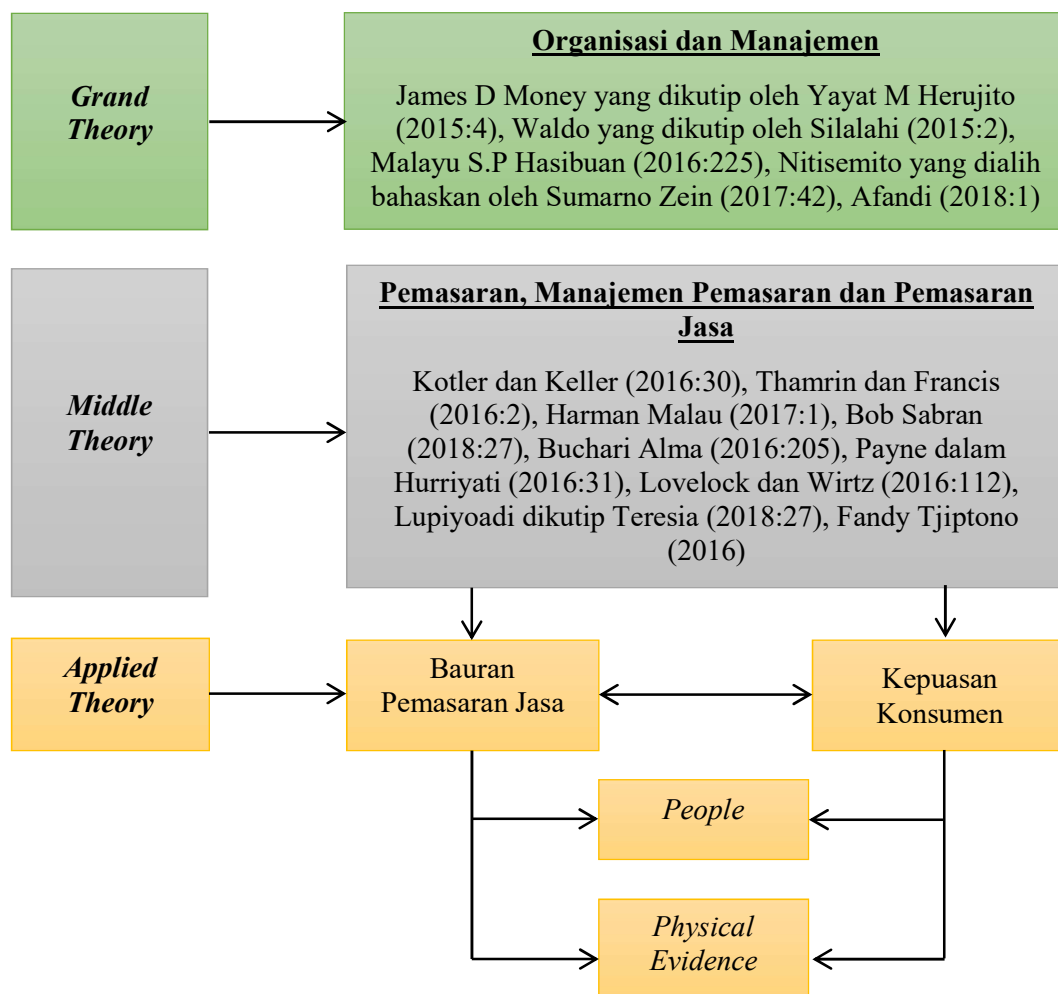 Grand
Theory
Organisasi dan Manajemen
James D Money yang dikutip oleh Yayat M Herujito
(2015:4), Waldo yang dikutip oleh Silalahi (2015:2),
Malayu S.P Hasibuan (2016:225), Nitisemito yang dialih
bahaskan oleh Sumarno Zein (2017:42), Afandi (2018:1)
Middle
Theory
Pemasaran, Manajemen Pemasaran dan Pemasaran
Jasa
Kotler dan Keller (2016:30), Thamrin dan Francis
(2016:2), Harman Malau (2017:1), Bob Sabran
(2018:27), Buchari Alma (2016:205), Payne dalam
Hurriyati (2016:31), Lovelock dan Wirtz (2016:112),
Lupiyoadi dikutip Teresia (2018:27), Fandy Tjiptono
(2016)
Applied
Theory
Bauran
Pemasaran Jasa
Kepuasan
Konsumen
People
Physical
Evidence